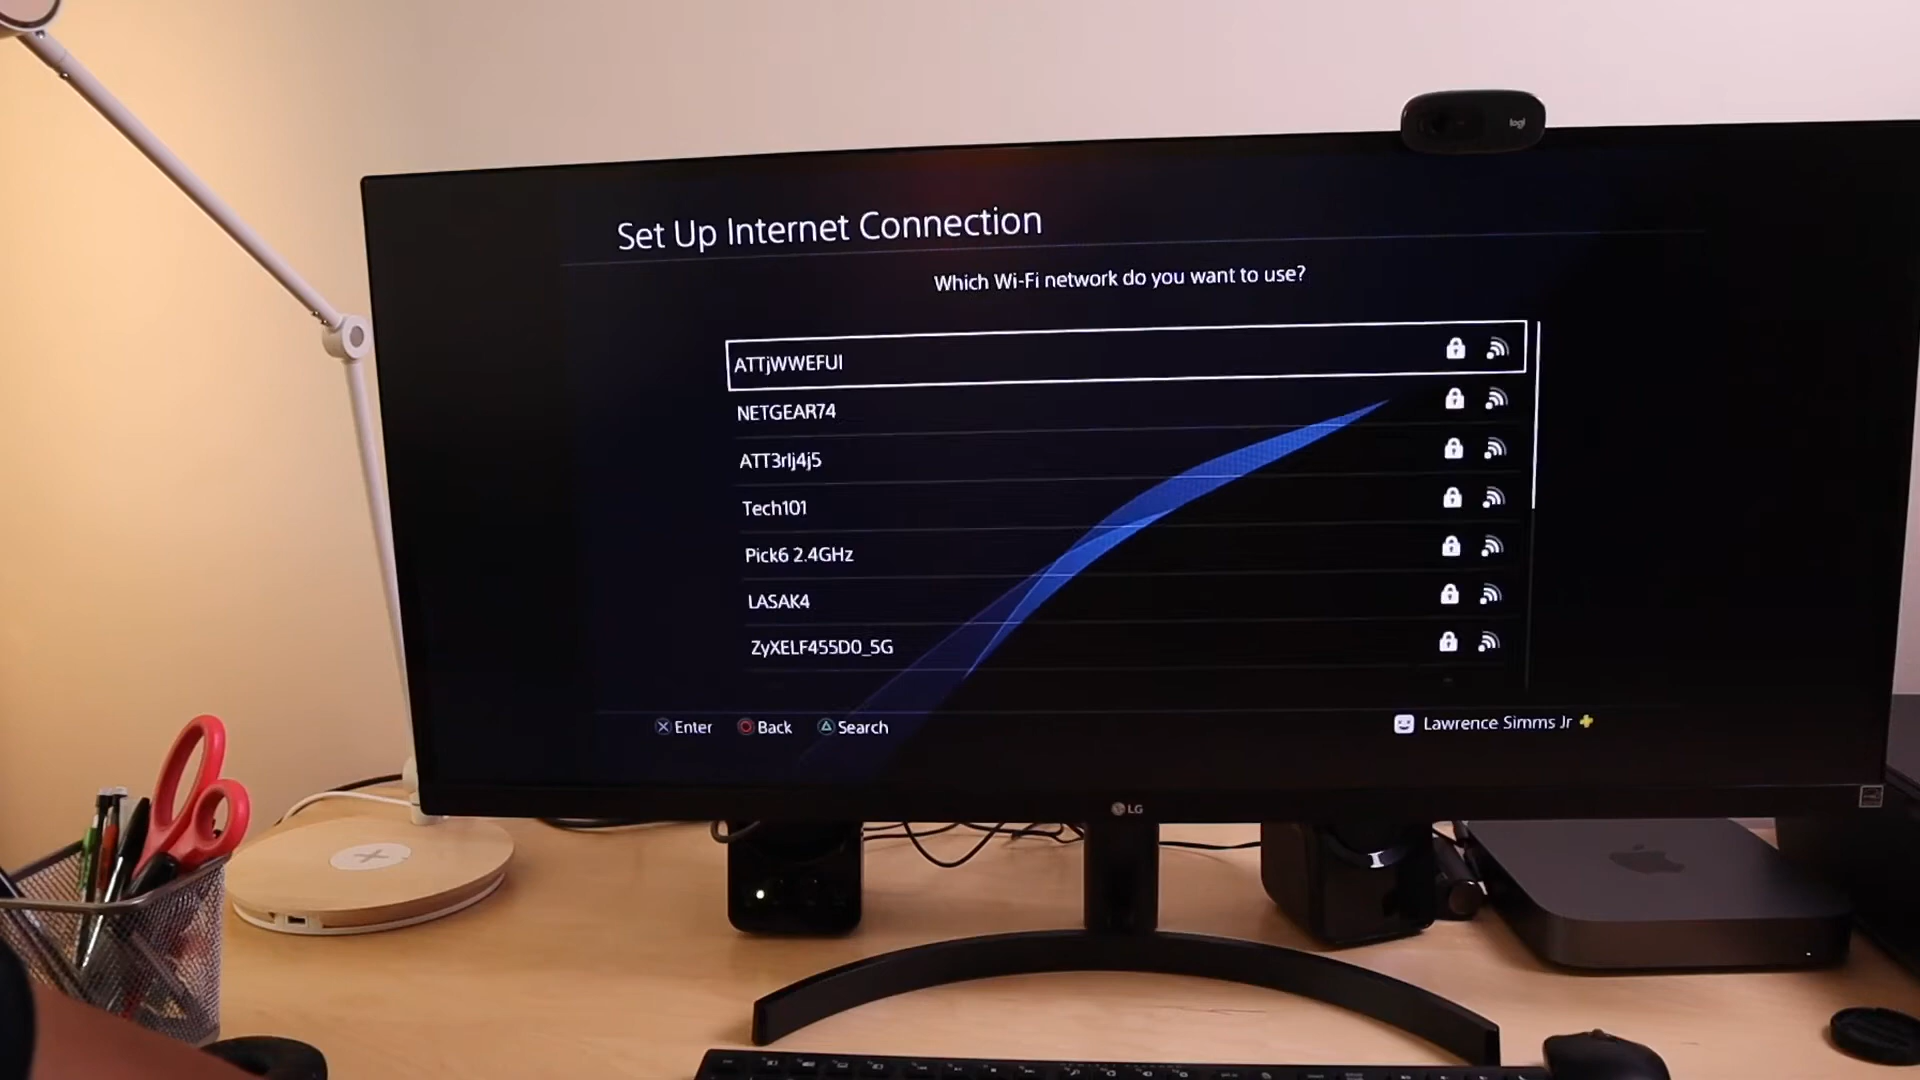 logi
Set Up Internet Connection
Which Wi-Fi network do you want to use?
ATTjWWEFUI
NETGEAR74
ATT3rlj4j5
Tech101
Pick6 2.4GHz
LASAK4
ZyXELF455D0_5G
Enter Back Search
Lawrence Simms Jr
LG